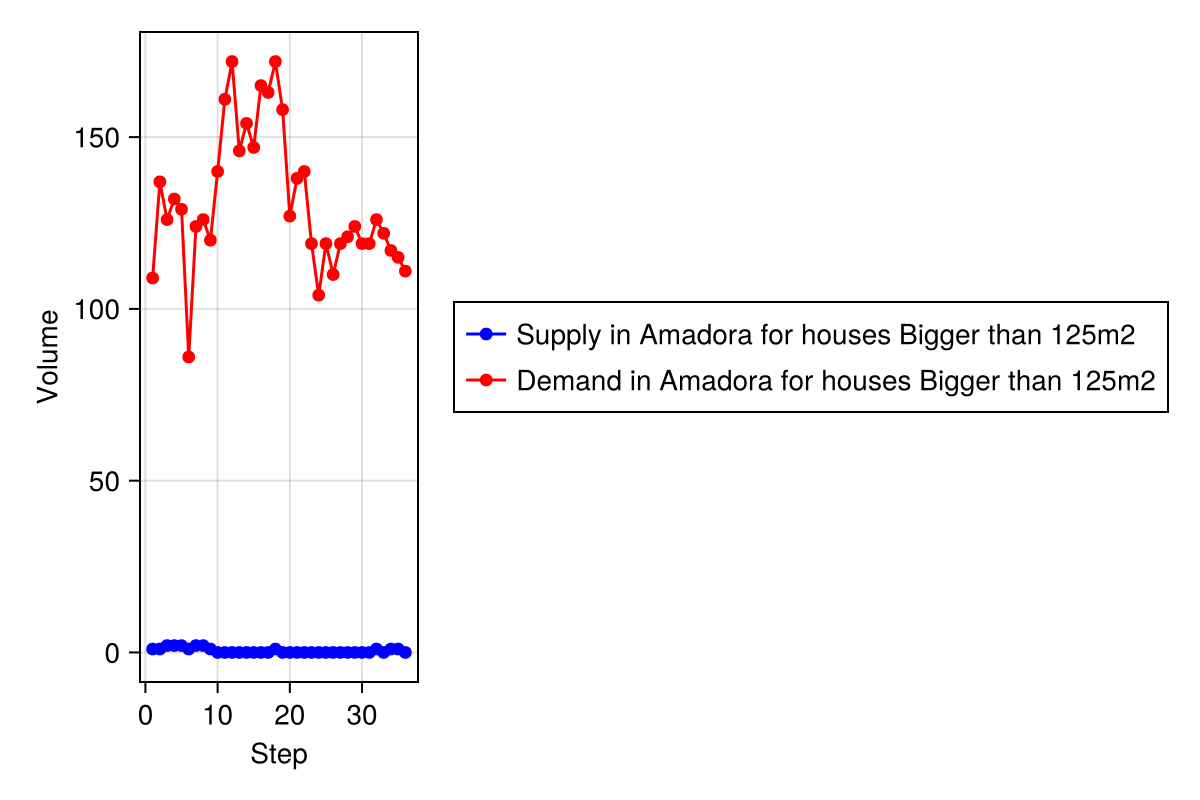 150
100
50
0
Volume
0 10 20 30
Step
Supply in Amadora for houses Bigger than 125m2
Demand in Amadora for houses Bigger than 125m2